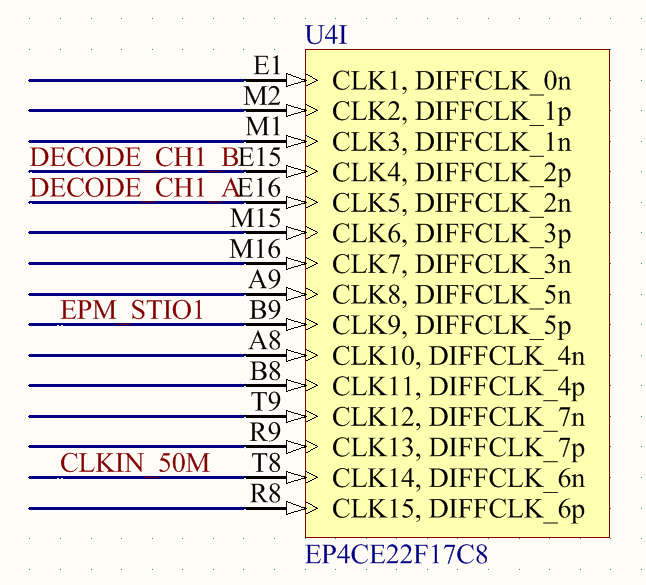 U4I
E1 CLK1, DIFFCLK_0n
M2 CLK2, DIFFCLK_1p
M1 CLK3, DIFFCLK_1n
DECODE_CH1_B E15 CLK4, DIFFCLK_2p
DECODE_CH1_A E16 CLK5, DIFFCLK_2n
M15 CLK6, DIFFCLK_3p
M16 CLK7, DIFFCLK_3n
A9 CLK8, DIFFCLK_5n
EPM_STIO1 B9 CLK9, DIFFCLK_5p
A8 CLK10, DIFFCLK_4n
B8 CLK11, DIFFCLK_4p
T9 CLK12, DIFFCLK_7n
R9 CLK13, DIFFCLK_7p
CLKIN_50M T8 CLK14, DIFFCLK_6n
R8 CLK15, DIFFCLK_6p
EP4CE22F17C8